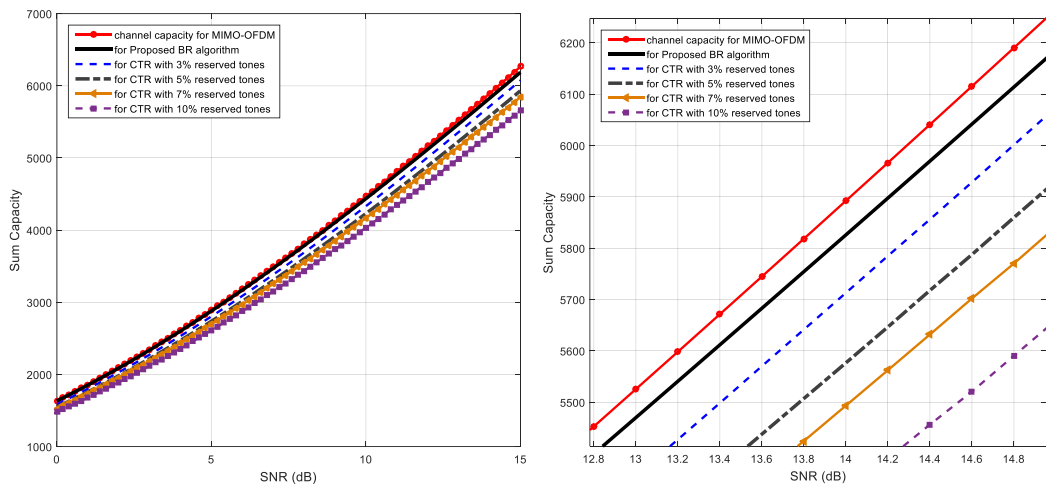 7000
6000
5000
4000
3000
2000
1000
Sum Capacity
channel capacity for MIMO-OFDM
for Proposed BR algorithm
for CTR with 3% reserved tones
for CTR with 5% reserved tones
for CTR with 7% reserved tones
for CTR with 10% reserved tones
0 5 10 15
SNR (dB)
6200
6100
6000
5900
5800
5700
5600
5500
Sum Capacity
channel capacity for MIMO-OFDM
for Proposed BR algorithm
for CTR with 3% reserved tones
for CTR with 5% reserved tones
for CTR with 7% reserved tones
for CTR with 10% reserved tones
12.8 13 13.2 13.4 13.6 13.8 14 14.2 14.4 14.6 14.8
SNR (dB)